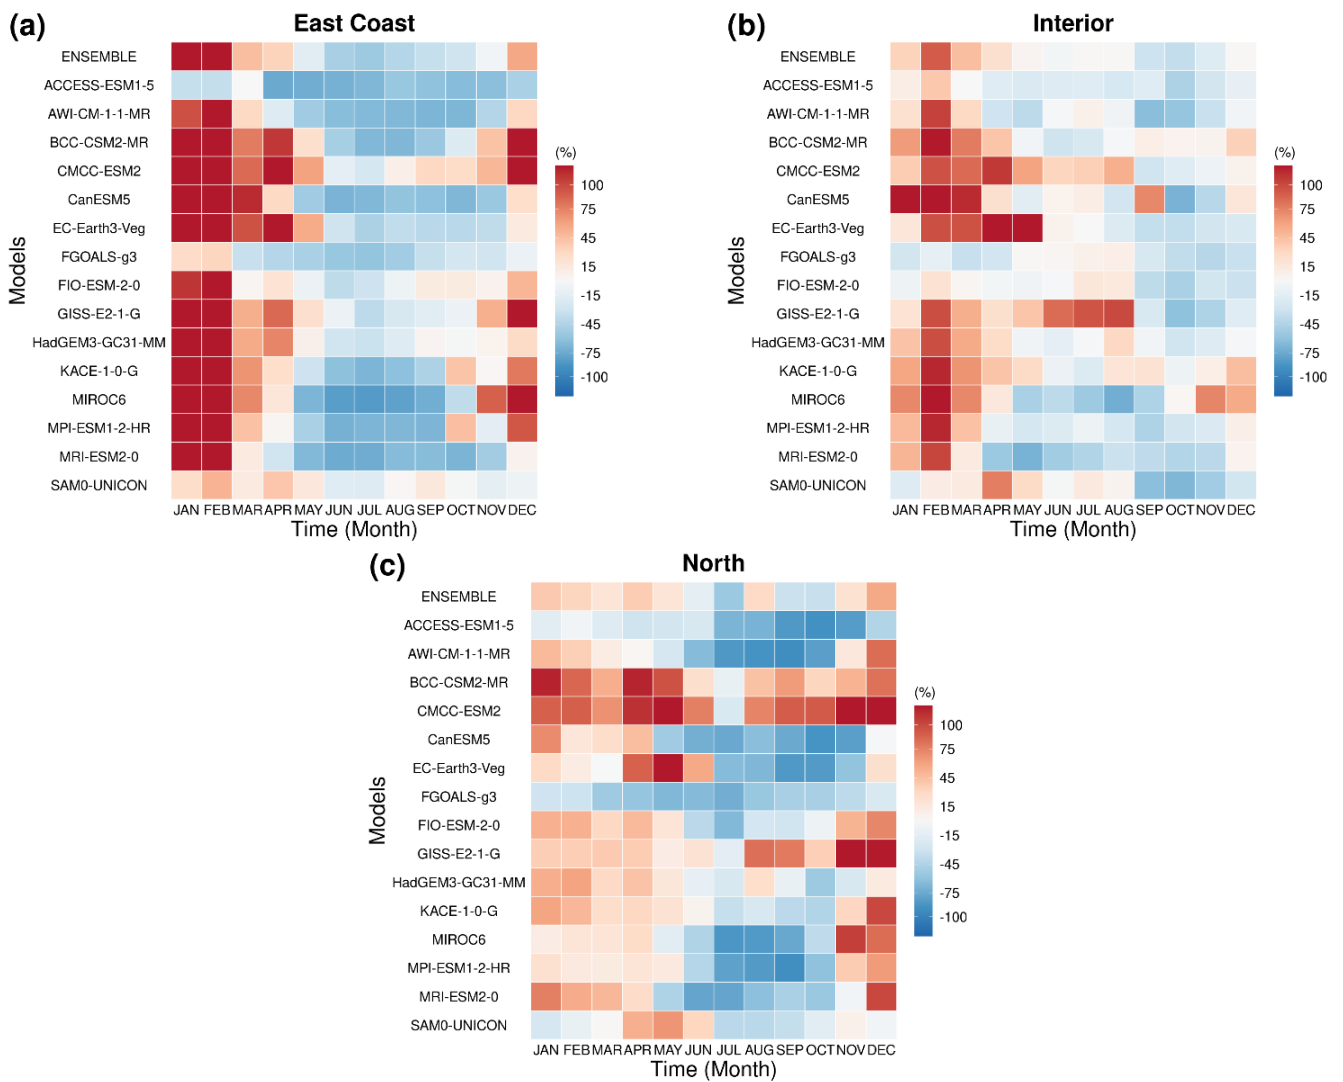 (a)
East Coast
ENSEMBLE
ACCESS-ESM1-5
AWI-CM-1-1-MR
BCC-CSM2-MR
CMCC-ESM2
CanESM5
EC-Earth3-Veg
FGOALS-g3
FIO-ESM-2-0
GISS-E2-1-G
HadGEM3-GC31-MM
KACE-1-0-G
MIROC6
MPI-ESM1-2-HR
MRI-ESM2-0
SAM0-UNICON
Models
JAN FEB MAR APR MAY JUN JUL AUG SEP OCT NOV DEC
Time (Month)
(%)
100
75
45
15
-15
-45
-75
-100
(b)
Interior
ENSEMBLE
ACCESS-ESM1-5
AWI-CM-1-1-MR
BCC-CSM2-MR
CMCC-ESM2
CanESM5
EC-Earth3-Veg
FGOALS-g3
FIO-ESM-2-0
GISS-E2-1-G
HadGEM3-GC31-MM
KACE-1-0-G
MIROC6
MPI-ESM1-2-HR
MRI-ESM2-0
SAM0-UNICON
Models
JAN FEB MAR APR MAY JUN JUL AUG SEP OCT NOV DEC
Time (Month)
(%)
100
75
45
15
-15
-45
-75
-100
(c)
North
ENSEMBLE
ACCESS-ESM1-5
AWI-CM-1-1-MR
BCC-CSM2-MR
CMCC-ESM2
CanESM5
EC-Earth3-Veg
FGOALS-g3
FIO-ESM-2-0
GISS-E2-1-G
HadGEM3-GC31-MM
KACE-1-0-G
MIROC6
MPI-ESM1-2-HR
MRI-ESM2-0
SAM0-UNICON
Models
JAN FEB MAR APR MAY JUN JUL AUG SEP OCT NOV DEC
Time (Month)
(%)
100
75
45
15
-15
-45
-75
-100